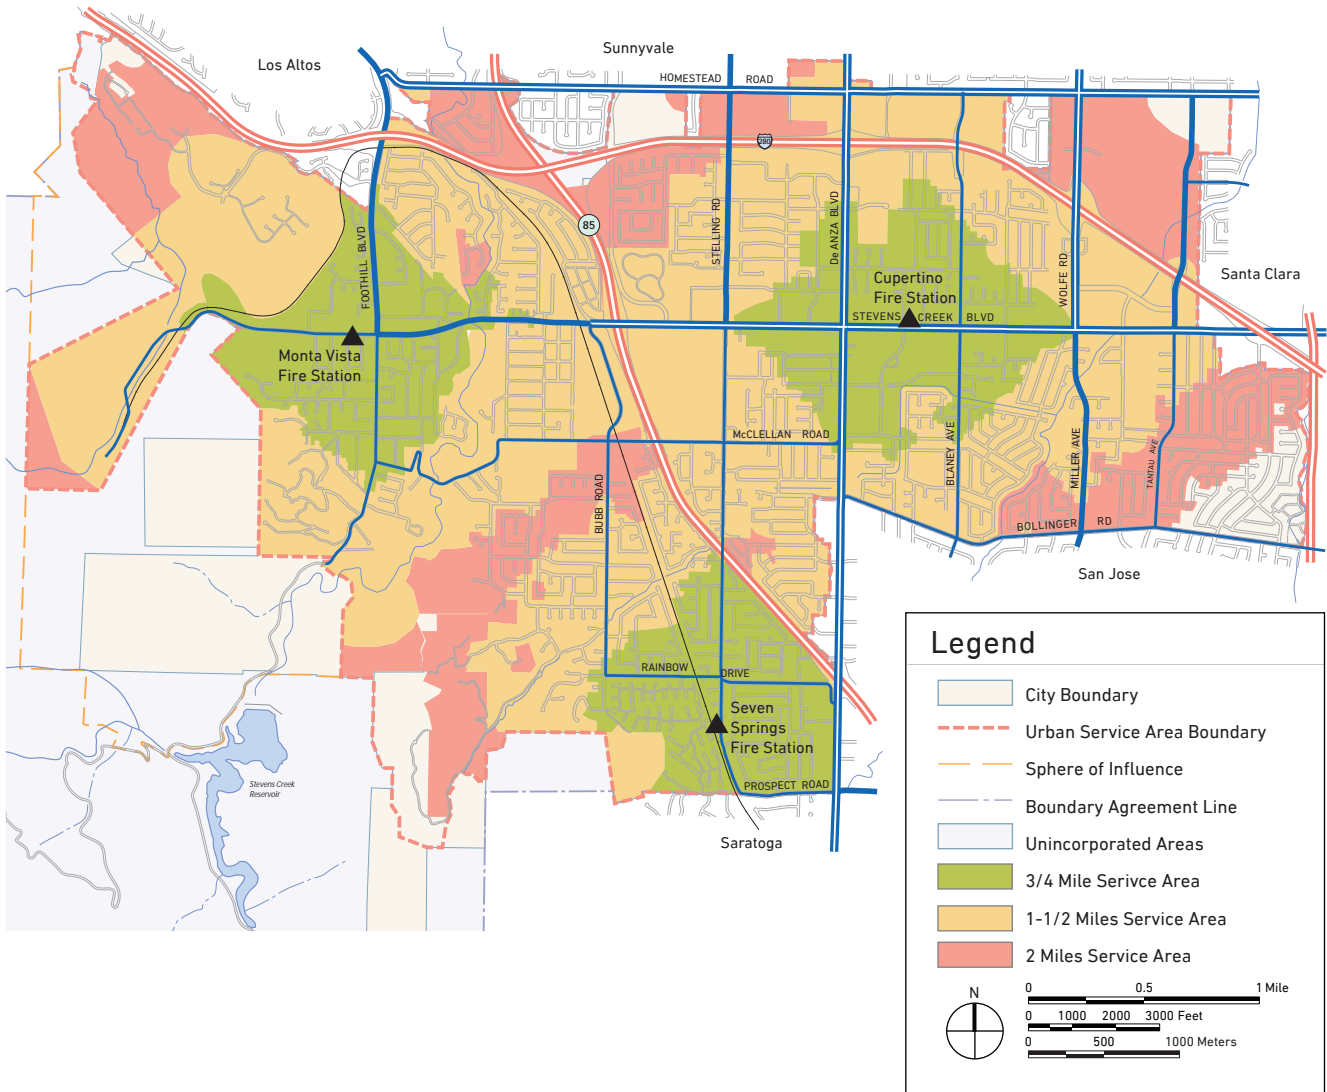 Sunnyvale
Los Altos
HOMESTEAD ROAD
280
85
STELLING RD
De ANZA BLVD
FOOTHILL BLVD
WOLFE RD
Santa Clara
Cupertino
Fire Station
STEVENS CREEK BLVD
Monta Vista
Fire Station
McCLELLAN ROAD
BLANEY AVE
MILLER AVE
TANTAU AVE
BUBB ROAD
BOLLINGER RD
San Jose
RAINBOW DRIVE
Seven
Springs
Fire Station
PROSPECT ROAD
Saratoga
Stevens Creek
Reservoir
Legend
City Boundary
Urban Service Area Boundary
Sphere of Influence
Boundary Agreement Line
Unincorporated Areas
3/4 Mile Serivce Area
1-1/2 Miles Service Area
2 Miles Service Area
N
0 0.5 1 Mile
0 1000 2000 3000 Feet
0 500 1000 Meters